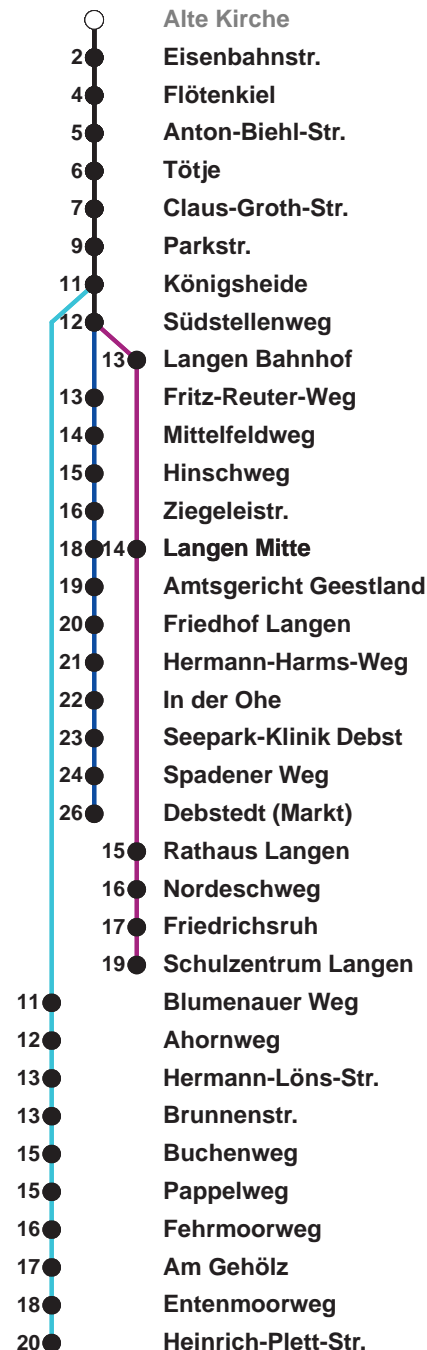 Alte Kirche
2 Eisenbahnstr.
4 Flötenkiel
5 Anton-Biehl-Str.
6 Tötje
7 Claus-Groth-Str.
9 Parkstr.
11 Königsheide
12 Südstellenweg
13 Langen Bahnhof
13 Fritz-Reuter-Weg
14 Mittelfeldweg
15 Hinschweg
16 Ziegeleistr.
18 14 Langen Mitte
19 Amtsgericht Geestland
20 Friedhof Langen
21 Hermann-Harms-Weg
22 In der Ohe
23 Seepark-Klinik Debst
24 Spadener Weg
26 Debstedt (Markt)
15 Rathaus Langen
16 Nordeschweg
17 Friedrichsruh
19 Schulzentrum Langen
11 Blumenauer Weg
12 Ahornweg
13 Hermann-Löns-Str.
13 Brunnenstr.
15 Buchenweg
15 Pappelweg
16 Fehrmoorweg
17 Am Gehölz
18 Entenmoorweg
20 Heinrich-Plett-Str.